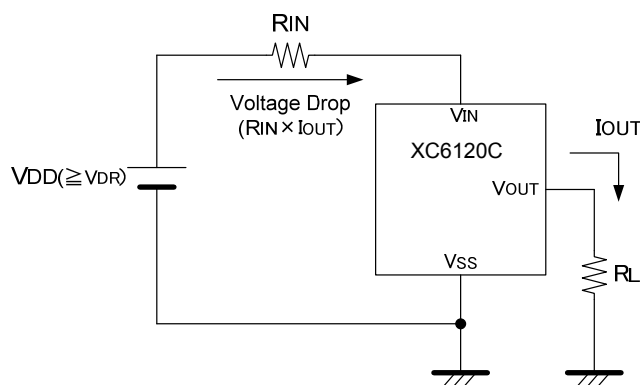 RIN
Voltage Drop
(RIN × IOUT)
VIN
IOUT
XC6120C
VDD(≧VDR)
VOUT
VSS
RL